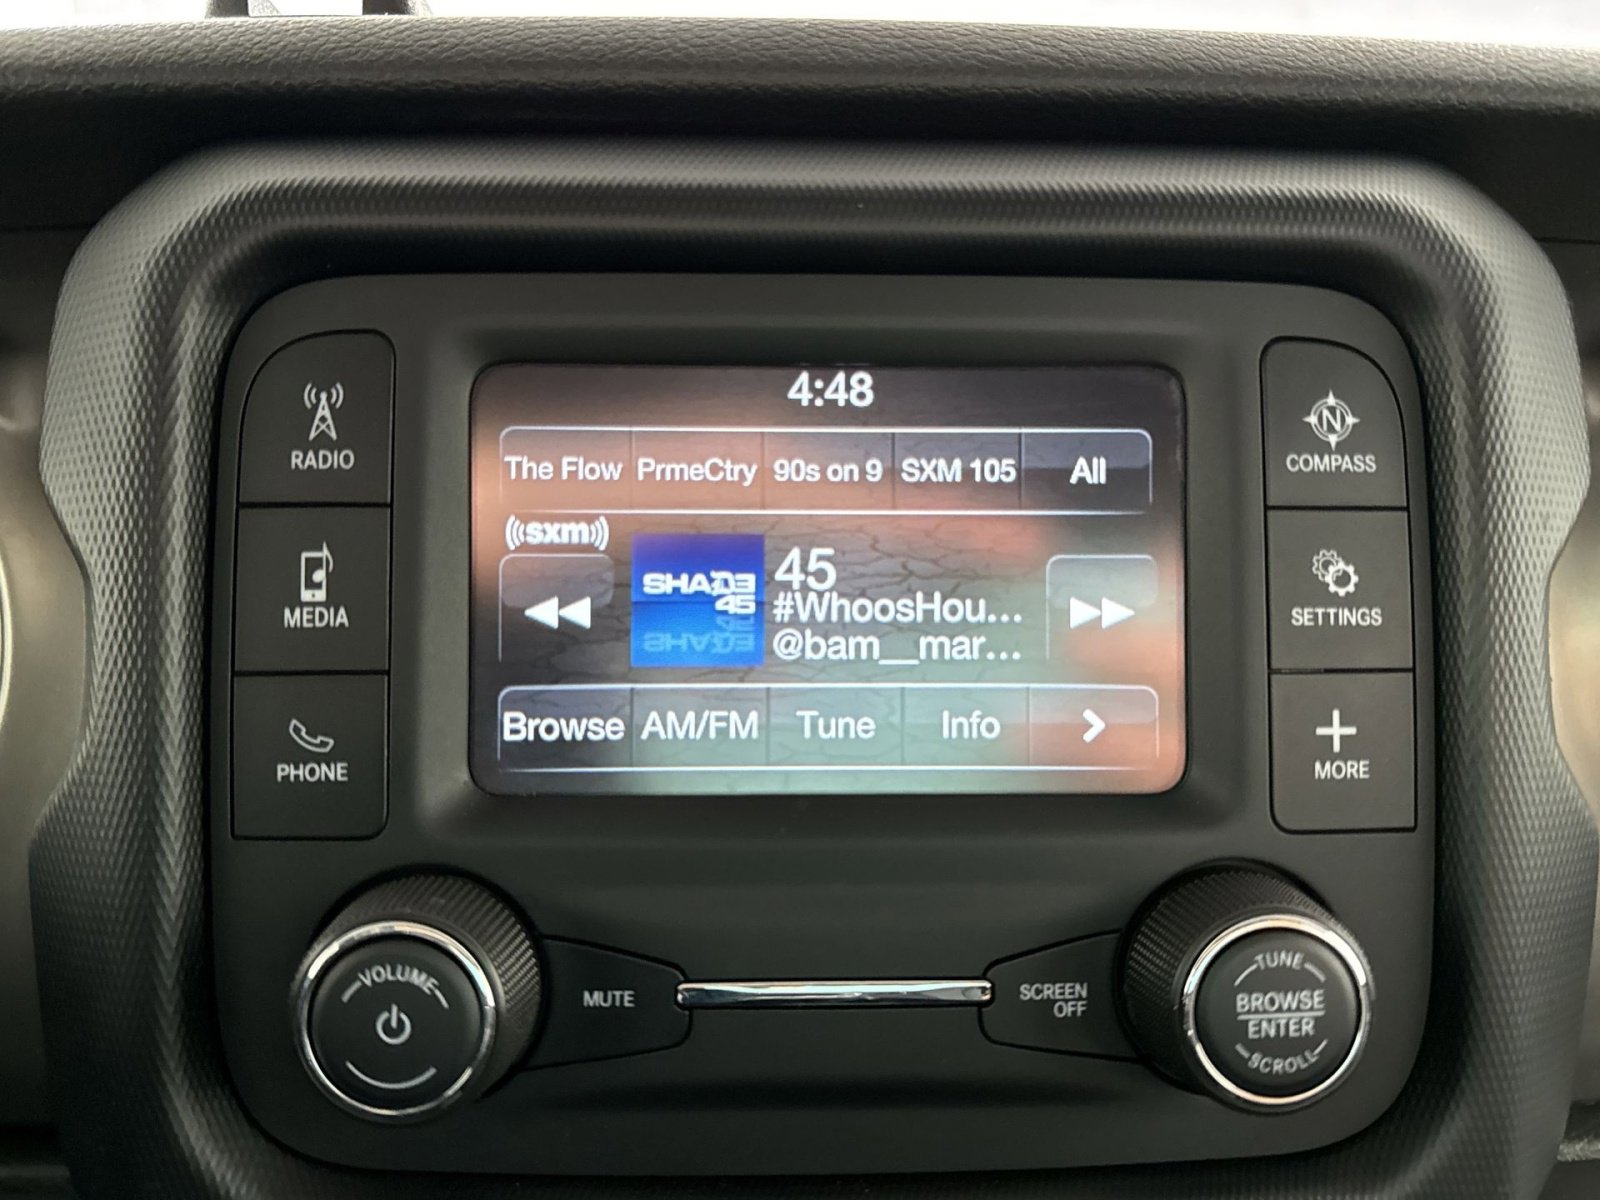 4:48
The Flow PrmeCtry 90s on 9 SXM 105 All
((sxm))
SHADE
45
45
#WhoosHou...
@bam__mar...
Browse AM/FM Tune Info >
RADIO
MEDIA
PHONE
N
COMPASS
SETTINGS
MORE
VOLUME
MUTE
SCREEN
OFF
TUNE
BROWSE
ENTER
SCROLL